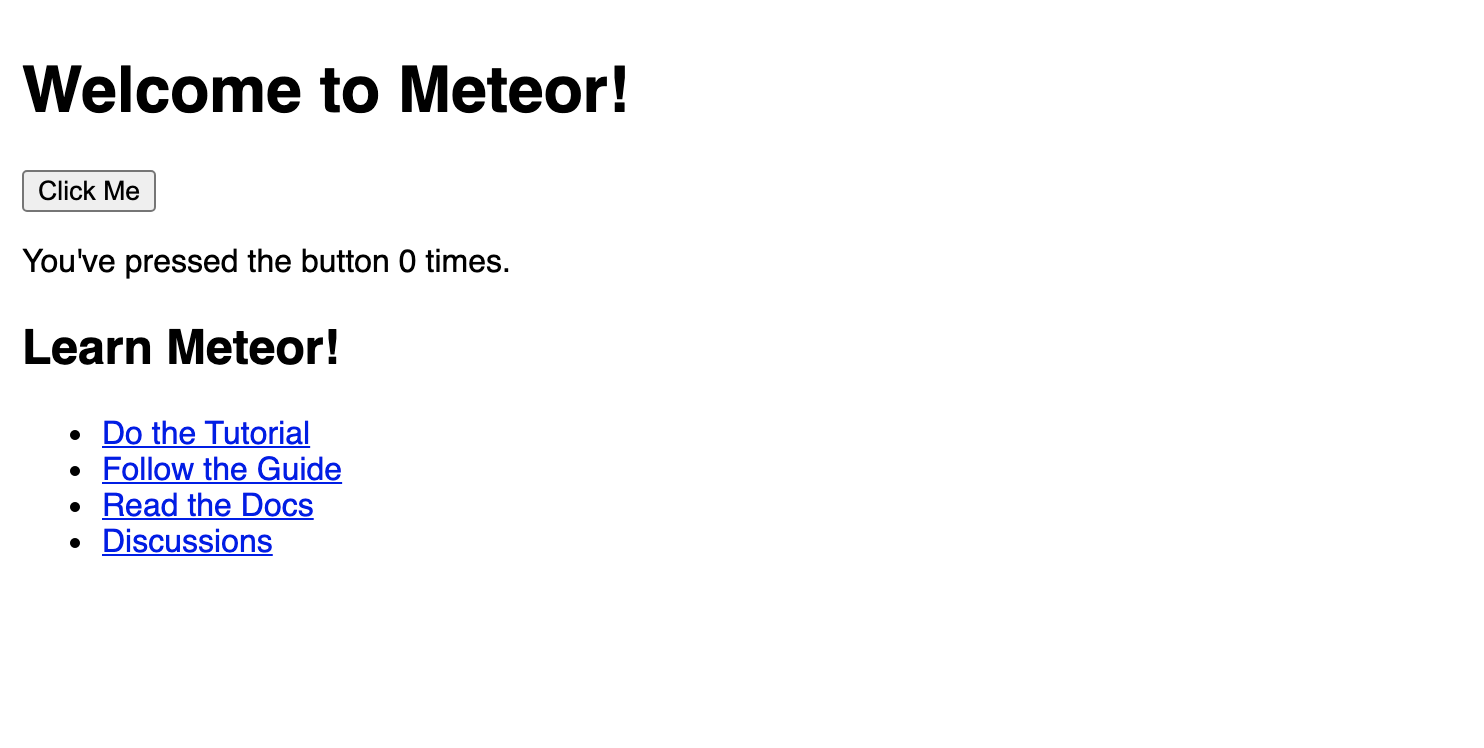 Welcome to Meteor!
Click Me
You've pressed the button 0 times.
Learn Meteor!
Do the Tutorial
Follow the Guide
Read the Docs
Discussions